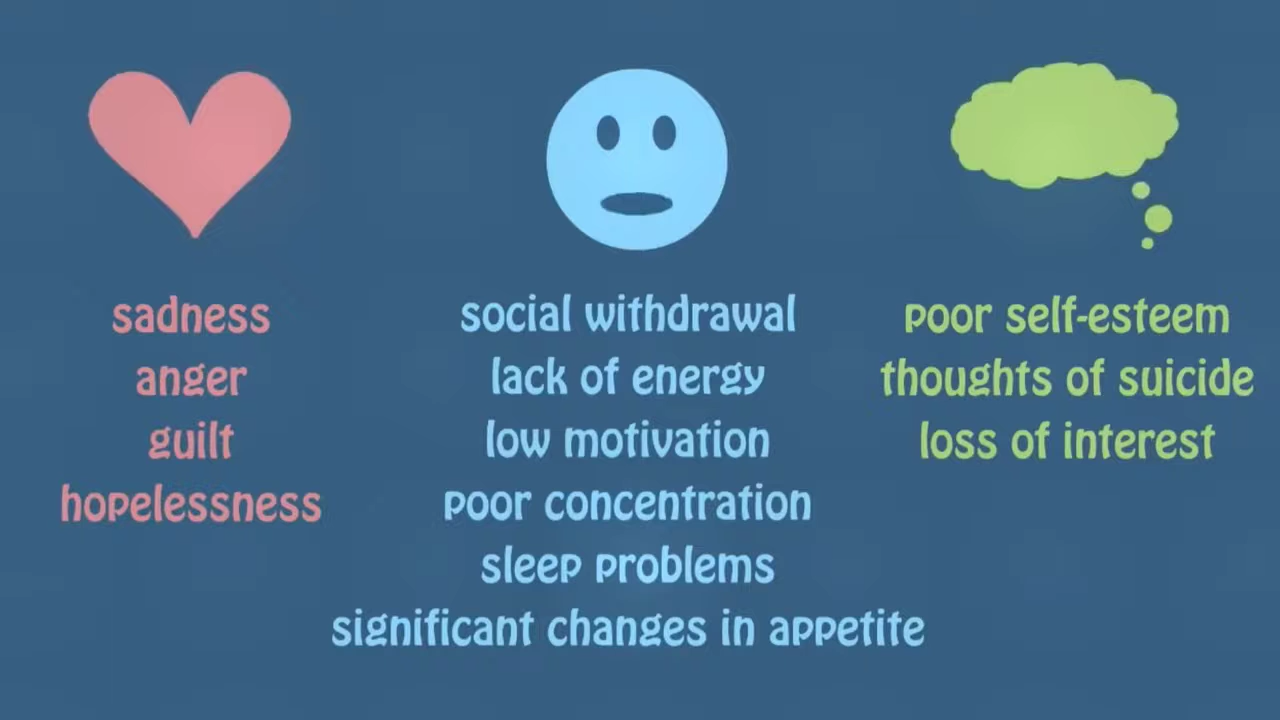 sadness
anger
guilt
hopelessness
social withdrawal
lack of energy
low motivation
poor concentration
sleep problems
significant changes in appetite
poor self-esteem
thoughts of suicide
loss of interest